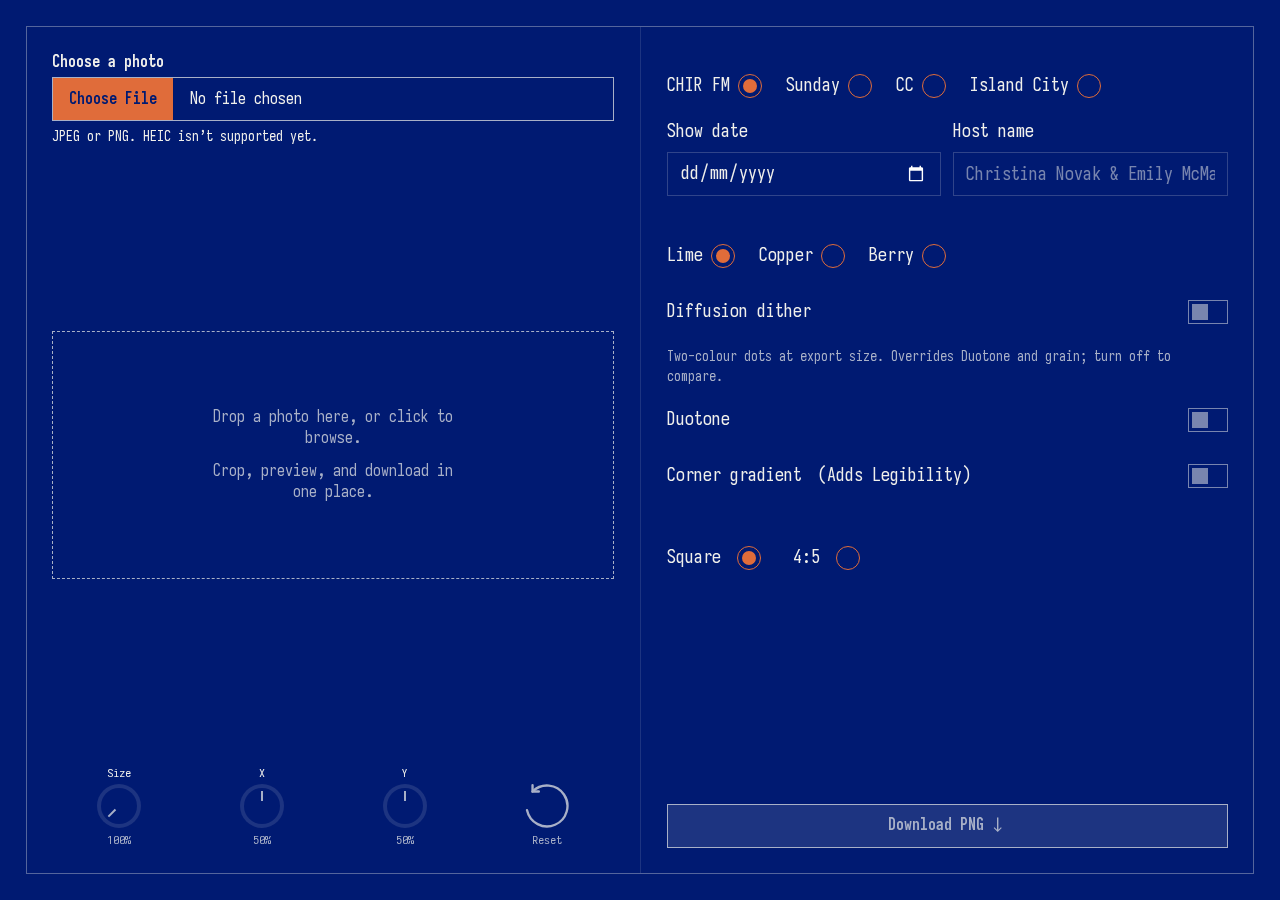 Choose a photo
Choose File No file chosen
JPEG or PNG. HEIC isn’t supported yet.
Drop a photo here, or click to
browse.
Crop, preview, and download in
one place.
Size X Y
100% 50% 50% Reset
CHIR FM Sunday CC Island City
Show date Host name
dd/mm/yyyy Christina Novak & Emily McMa
Lime Copper Berry
Diffusion dither
Two-colour dots at export size. Overrides Duotone and grain; turn off to
compare.
Duotone
Corner gradient (Adds Legibility)
Square 4:5
Download PNG ↓